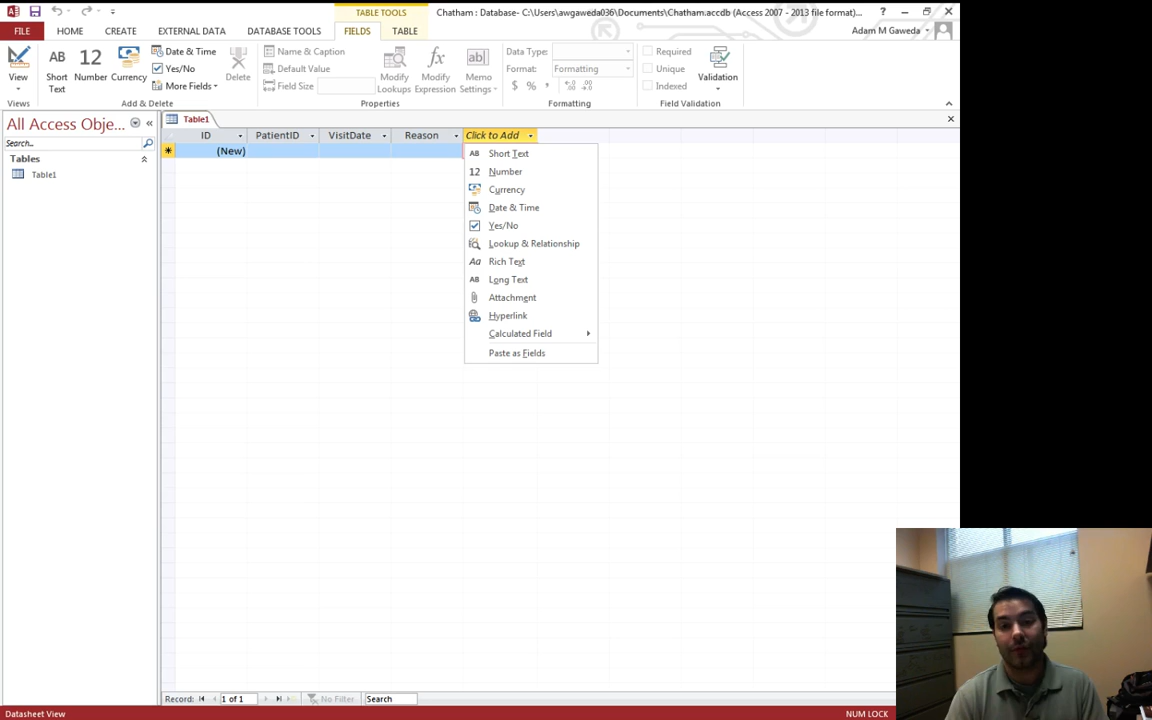 TABLE TOOLS
Chatham : Database- C:\Users\awgaweda036\Documents\Chatham.accdb (Access 2007 - 2013 file format)...
?
FILE HOME CREATE EXTERNAL DATA DATABASE TOOLS FIELDS TABLE
Adam M Gaweda
View
Views
AB
Short
Text
12
Number
Currency
Date & Time
Yes/No
More Fields
Delete
Add & Delete
Name & Caption
Default Value
Field Size
Modify
Lookups
fx
Modify
Expression
ab
Memo
Settings
Properties
Data Type:
Format: Formatting
$ % ,
Formatting
Required
Unique
Indexed
Validation
Field Validation
All Access Obje... «
Search...
Tables
Table1
Table1
ID PatientID VisitDate Reason Click to Add
(New)
AB Short Text
12 Number
Currency
Date & Time
Yes/No
Lookup & Relationship
Aa Rich Text
AB Long Text
Attachment
Hyperlink
Calculated Field
Paste as Fields
Record: 1 of 1 No Filter Search
Datasheet View
NUM LOCK